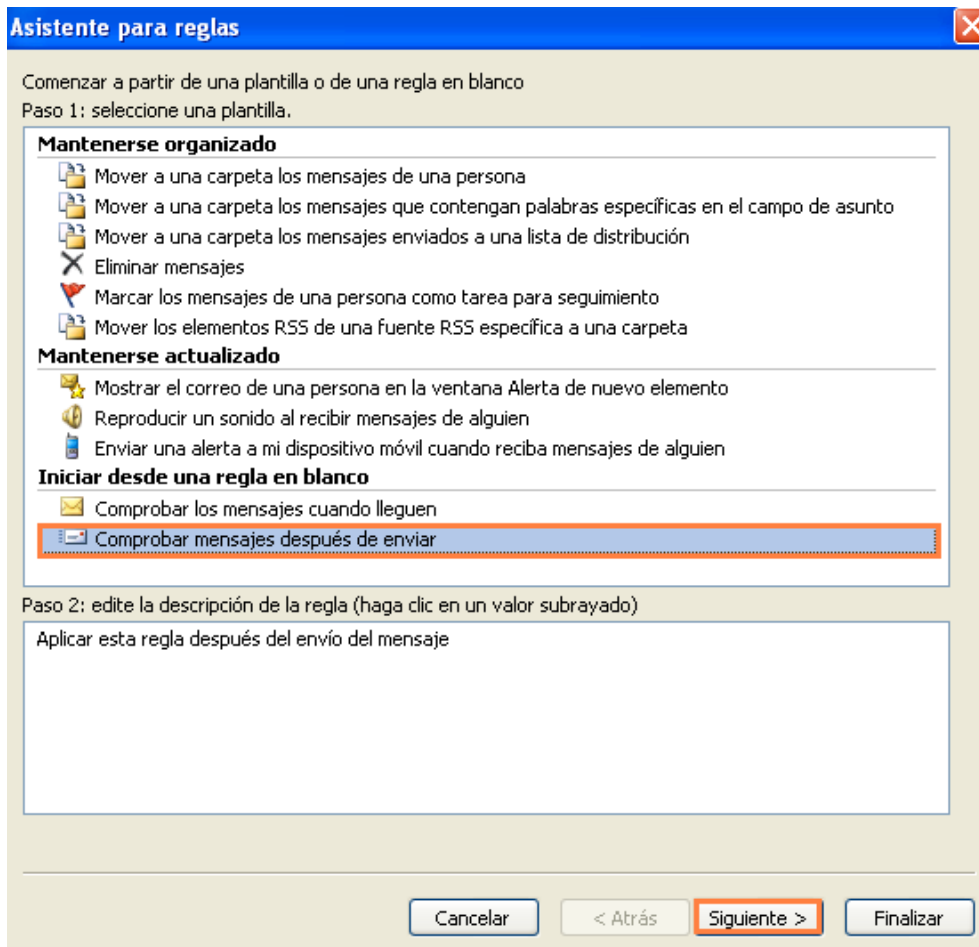 Asistente para reglas
Comenzar a partir de una plantilla o de una regla en blanco
Paso 1: seleccione una plantilla.
Mantenerse organizado
Mover a una carpeta los mensajes de una persona
Mover a una carpeta los mensajes que contengan palabras específicas en el campo de asunto
Mover a una carpeta los mensajes enviados a una lista de distribución
Eliminar mensajes
Marcar los mensajes de una persona como tarea para seguimiento
Mover los elementos RSS de una fuente RSS específica a una carpeta
Mantenerse actualizado
Mostrar el correo de una persona en la ventana Alerta de nuevo elemento
Reproducir un sonido al recibir mensajes de alguien
Enviar una alerta a mi dispositivo móvil cuando reciba mensajes de alguien
Iniciar desde una regla en blanco
Comprobar los mensajes cuando lleguen
Comprobar mensajes después de enviar
Paso 2: edite la descripción de la regla (haga clic en un valor subrayado)
Aplicar esta regla después del envío del mensaje
Cancelar < Atrás Siguiente > Finalizar